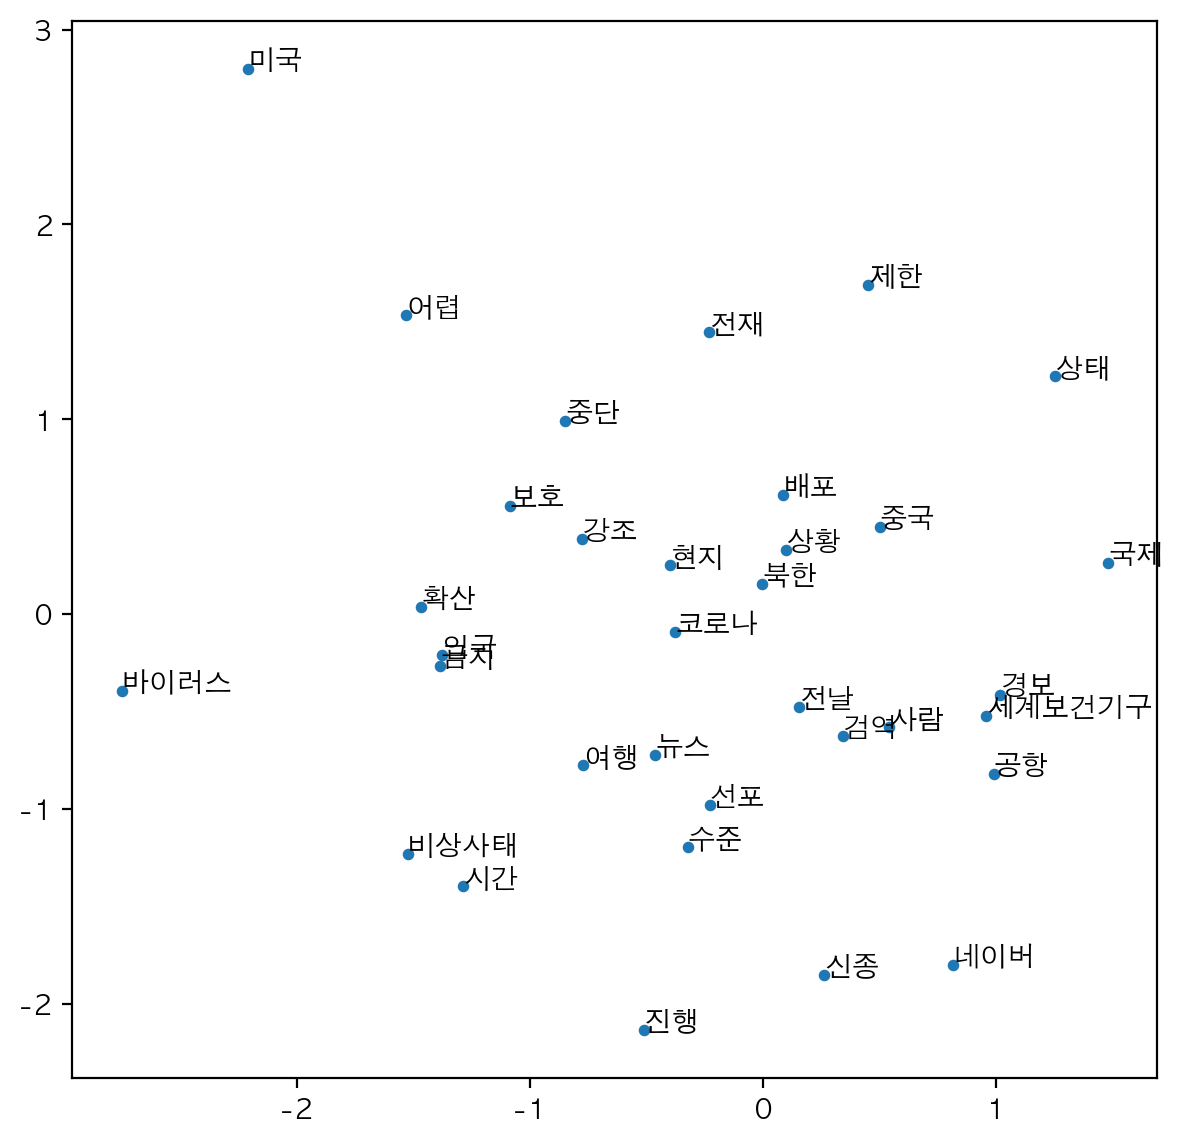 3
미국
2
제한
어렵
전재
상태
1
중단
배포
보호
중국
강조
상황
국제
현지
북한
0
확산
코로나
입국
금지
바이러스
경보
전날
세계보건기구
사람
검역
뉴스
여행
공항
선포
-1
수준
비상사태
시간
네이버
신종
-2
진행
-2 -1 0 1